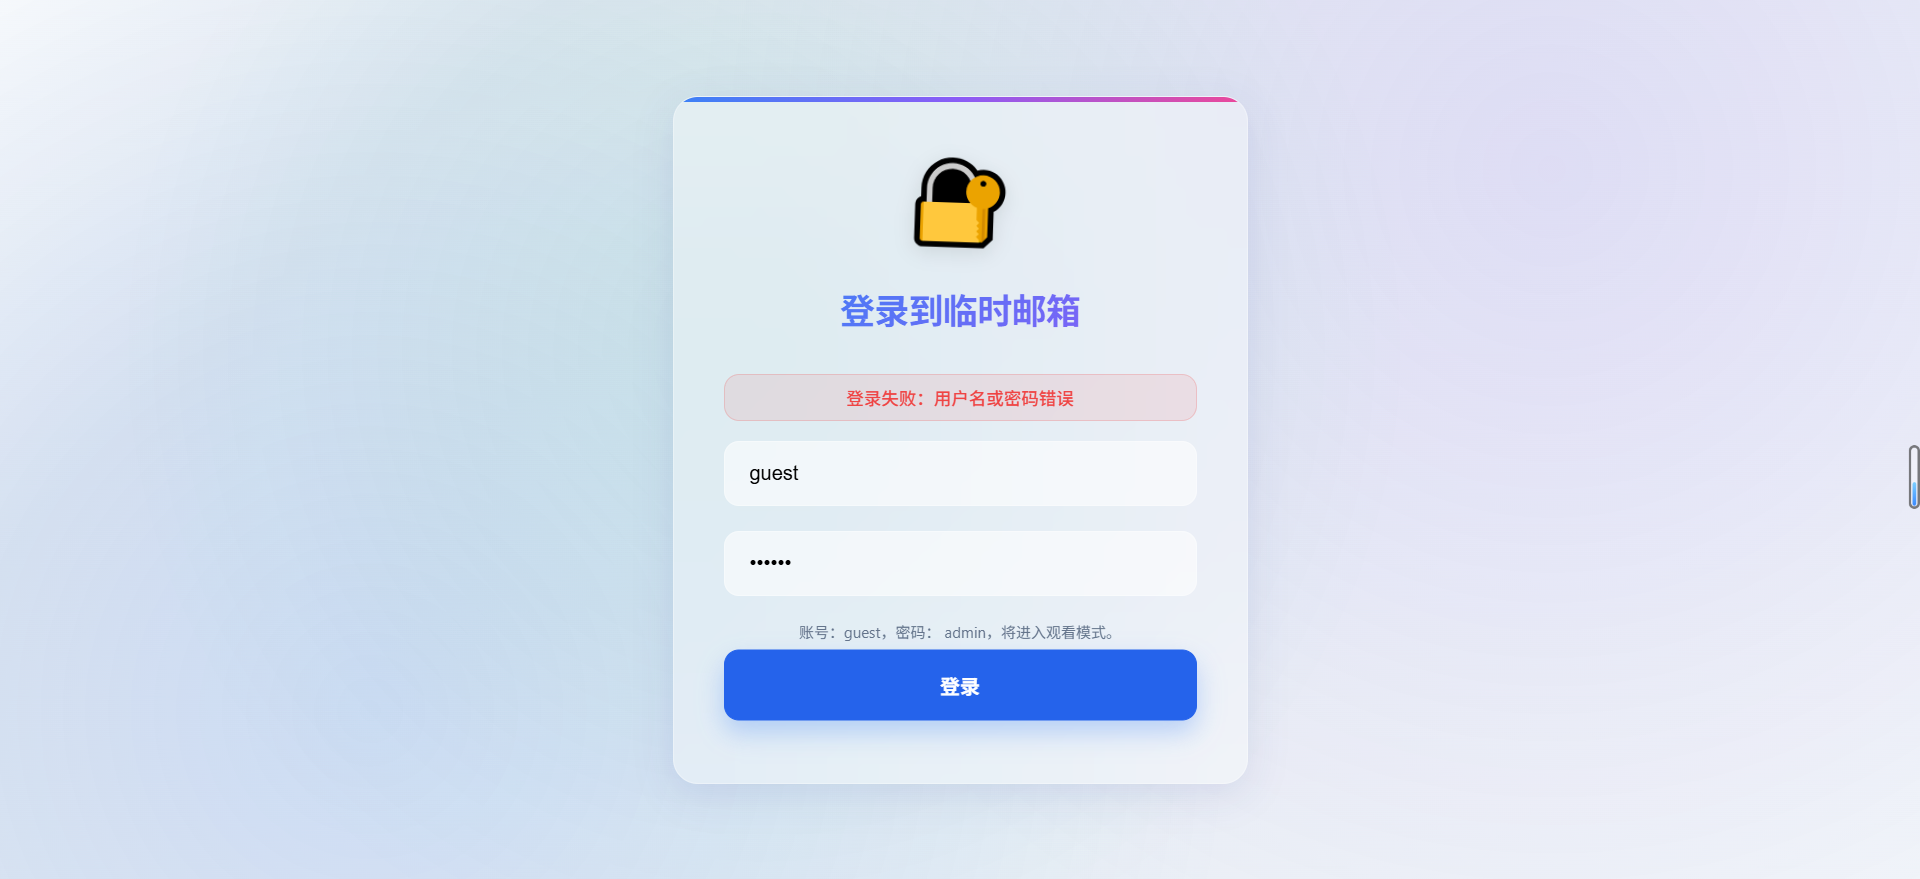 登录到临时邮箱
登录失败：用户名或密码错误
guest
••••••
账号：guest，密码： admin，将进入观看模式。
登录